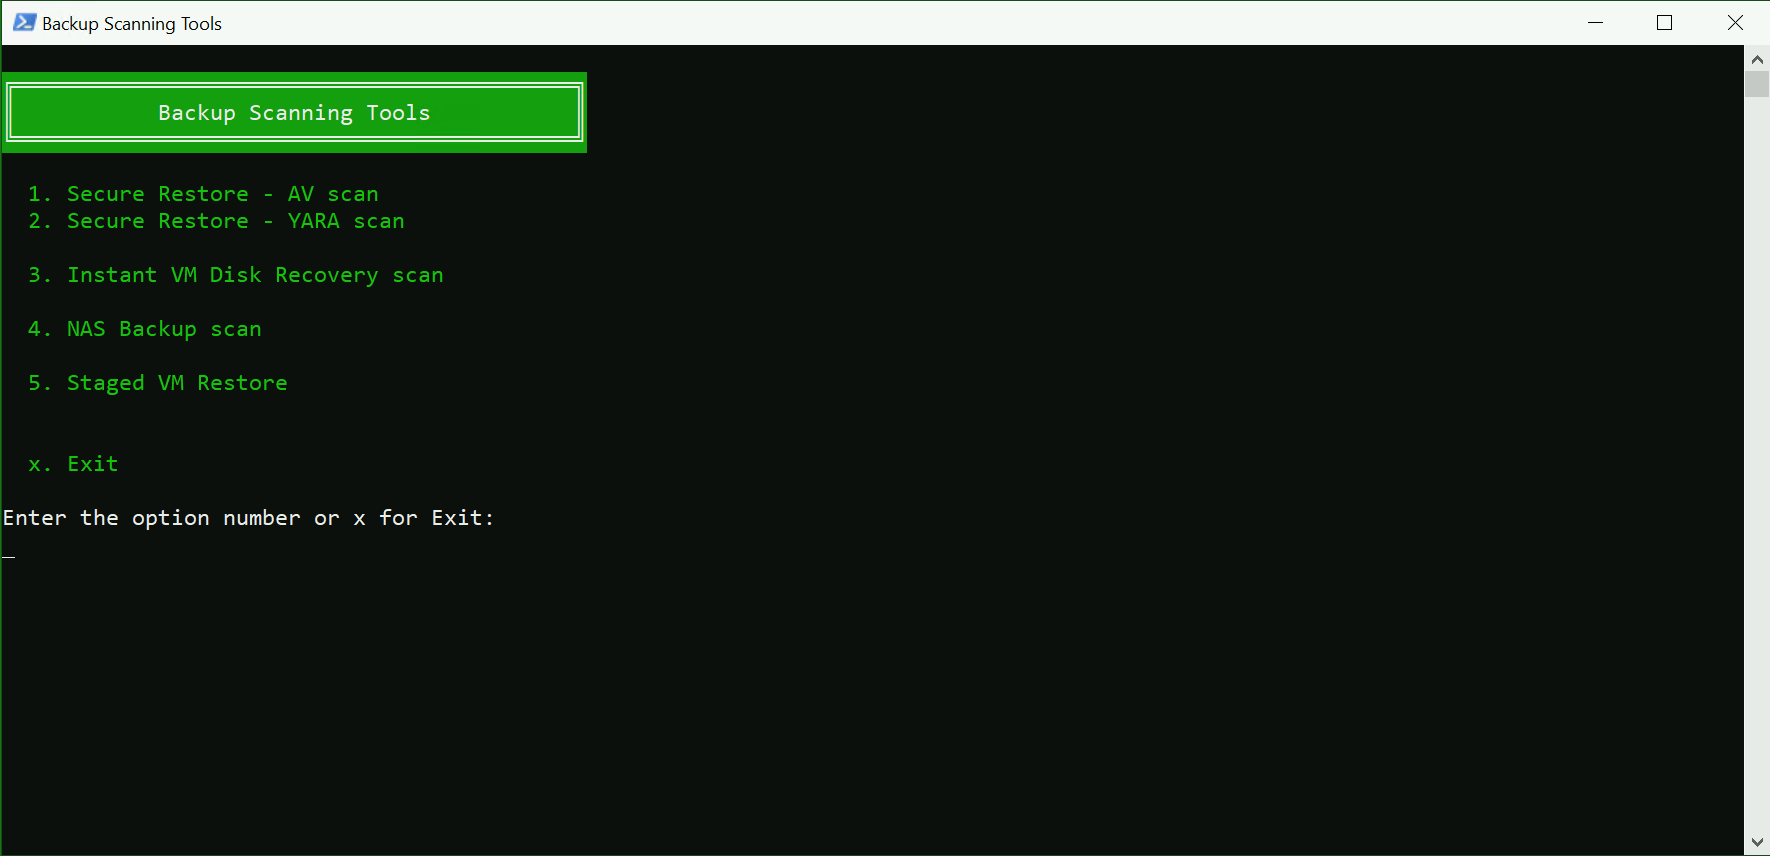 Backup Scanning Tools
Backup Scanning Tools
1. Secure Restore - AV scan
2. Secure Restore - YARA scan
3. Instant VM Disk Recovery scan
4. NAS Backup scan
5. Staged VM Restore
x. Exit
Enter the option number or x for Exit:
_